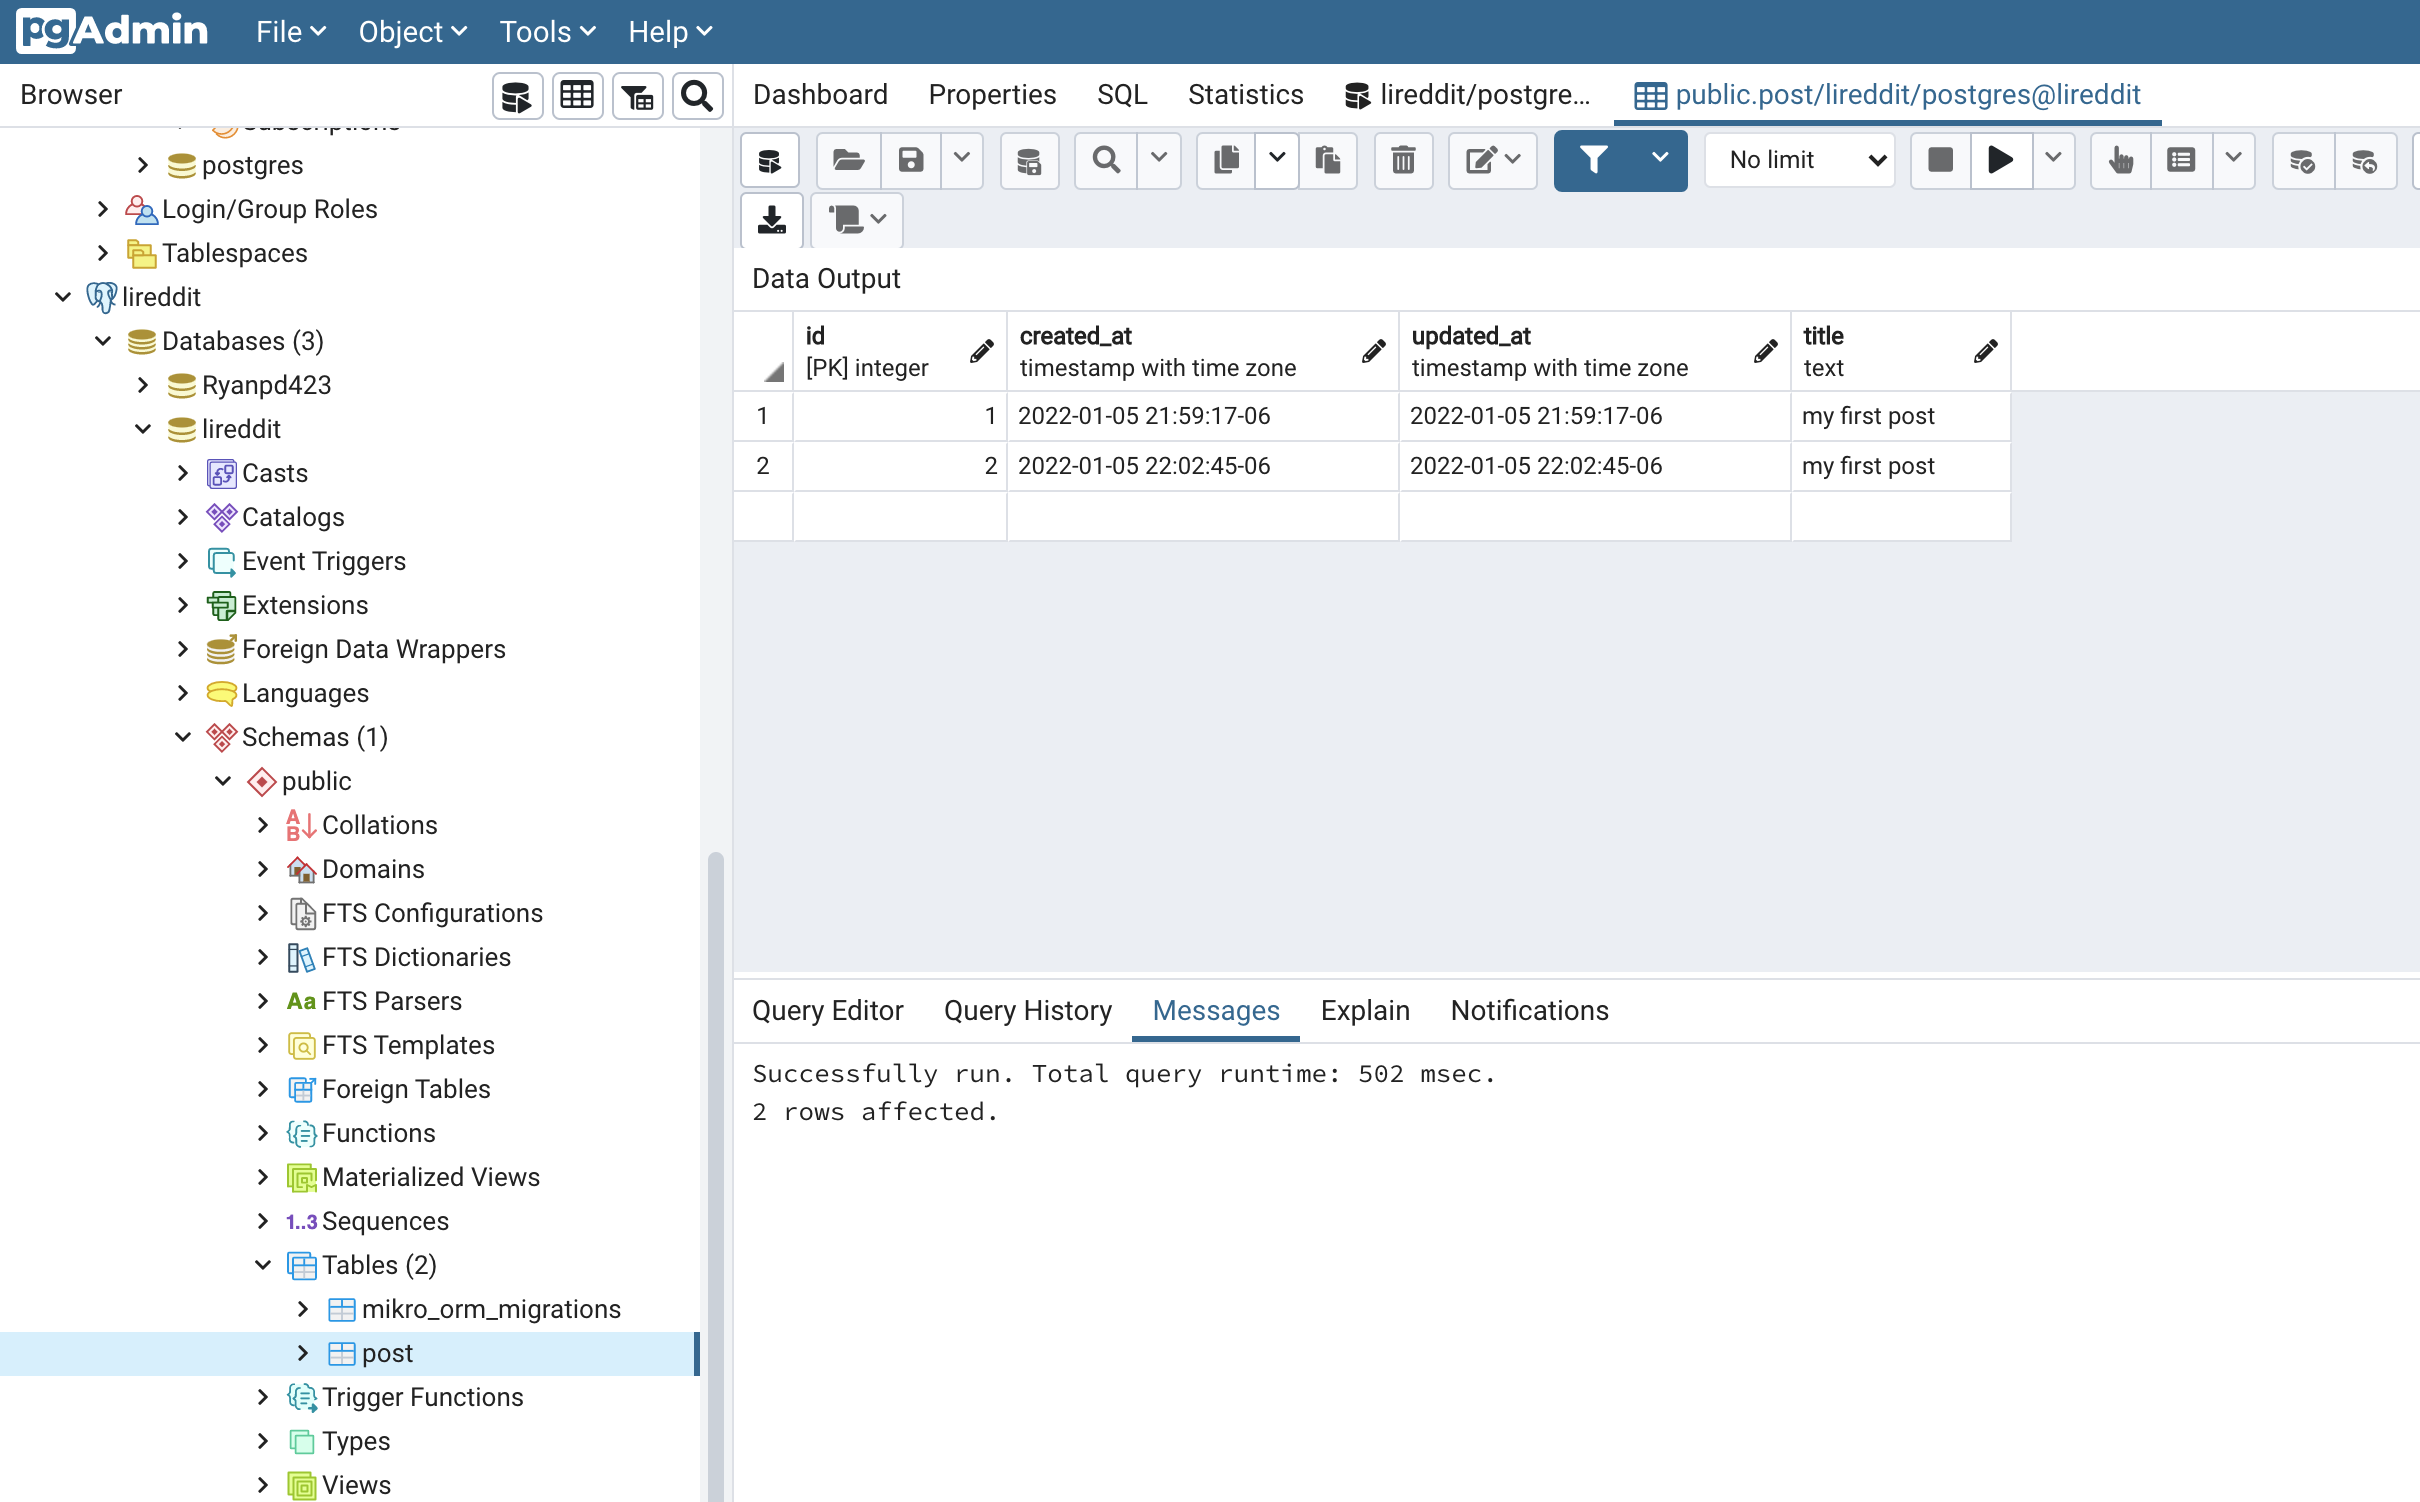 pgAdmin File Object Tools Help
Browser
Subscriptions
postgres
Login/Group Roles
Tablespaces
lireddit
Databases (3)
Ryanpd423
lireddit
Casts
Catalogs
Event Triggers
Extensions
Foreign Data Wrappers
Languages
Schemas (1)
public
Collations
Domains
FTS Configurations
FTS Dictionaries
Aa FTS Parsers
FTS Templates
Foreign Tables
Functions
Materialized Views
1..3 Sequences
Tables (2)
mikro_orm_migrations
post
Trigger Functions
Types
Views
Dashboard Properties SQL Statistics lireddit/postgre... public.post/lireddit/postgres@lireddit
No limit
Data Output
id created_at updated_at title
[PK] integer timestamp with time zone timestamp with time zone text
1 1 2022-01-05 21:59:17-06 2022-01-05 21:59:17-06 my first post
2 2 2022-01-05 22:02:45-06 2022-01-05 22:02:45-06 my first post
Query Editor Query History Messages Explain Notifications
Successfully run. Total query runtime: 502 msec.
2 rows affected.